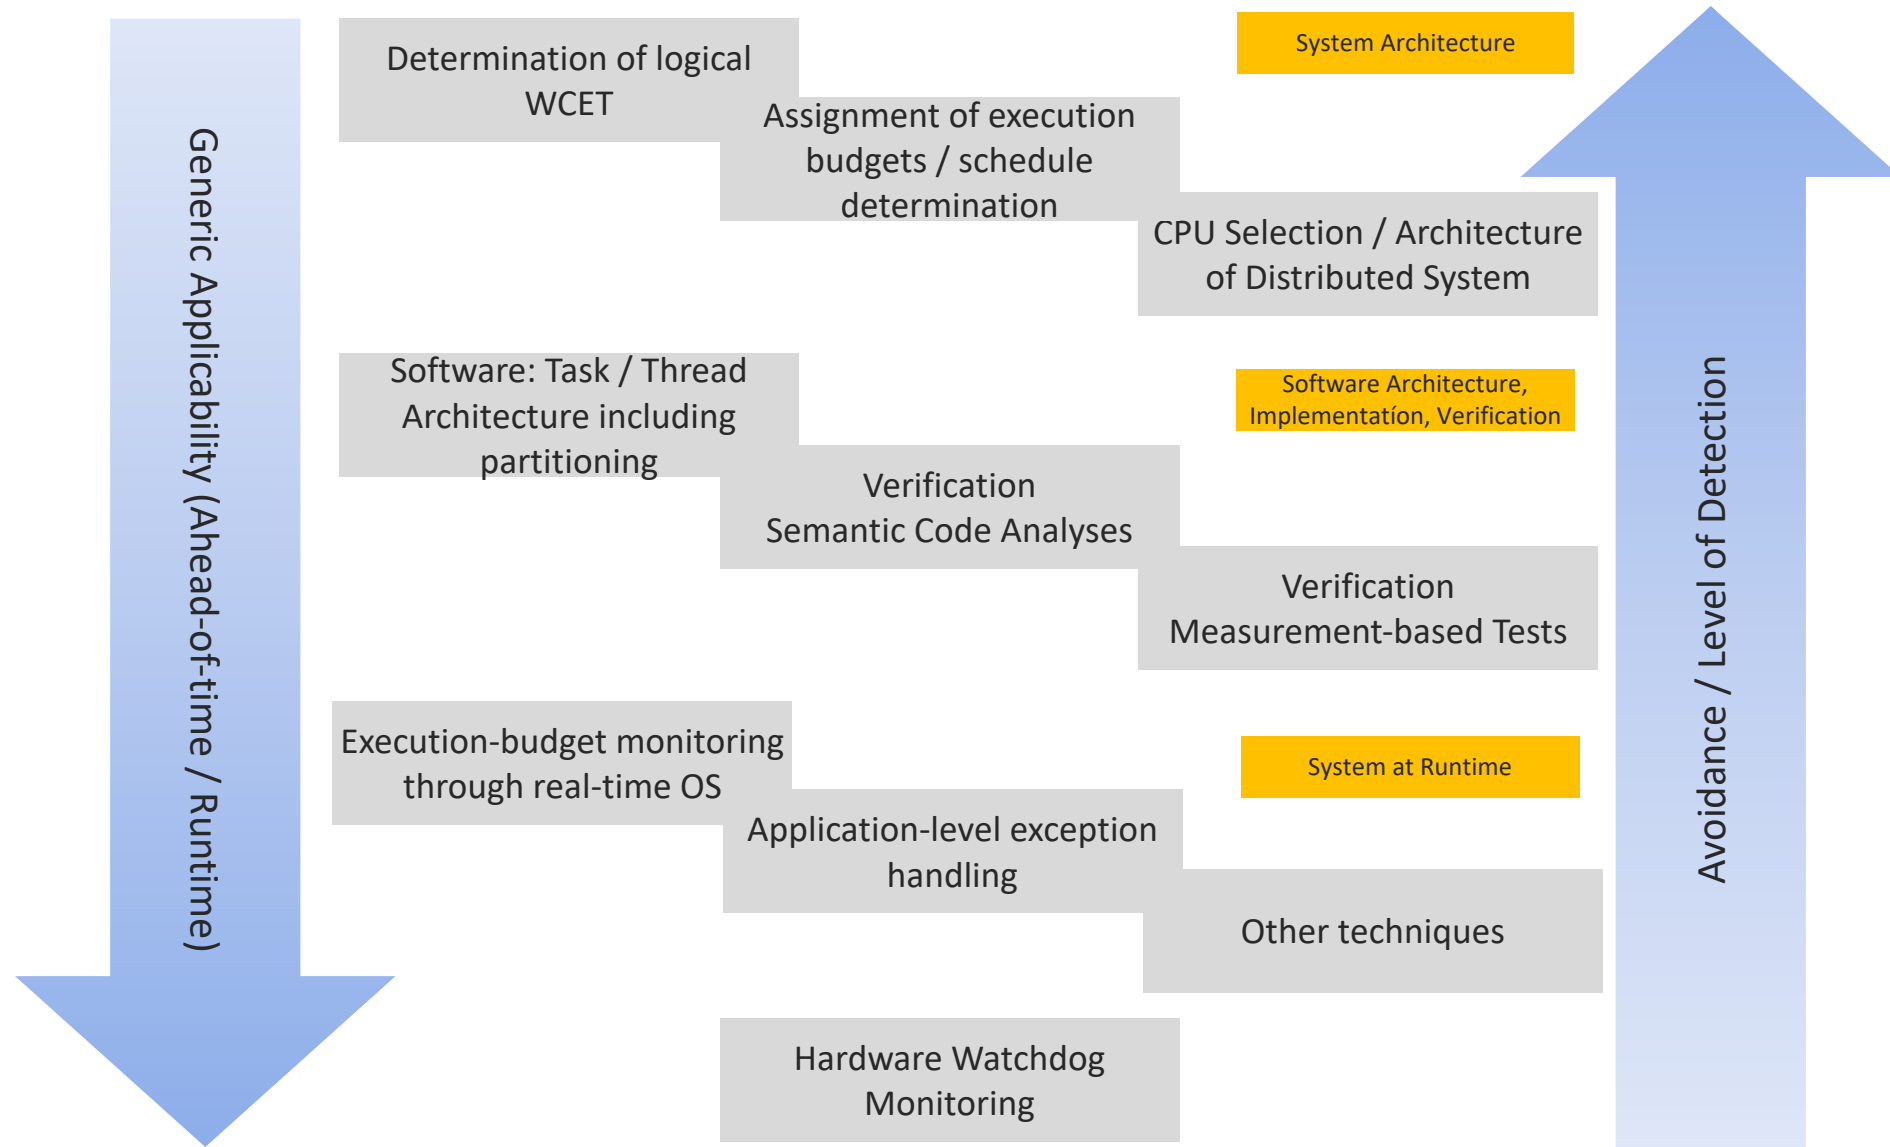 Generic Applicability (Ahead-of-time / Runtime)
Determination of logical
WCET
Assignment of execution
budgets / schedule
determination
System Architecture
CPU Selection / Architecture
of Distributed System
Software: Task / Thread
Architecture including
partitioning
Software Architecture,
Implementatíon, Verification
Verification
Semantic Code Analyses
Verification
Measurement-based Tests
Execution-budget monitoring
through real-time OS
System at Runtime
Application-level exception
handling
Other techniques
Hardware Watchdog
Monitoring
Avoidance / Level of Detection